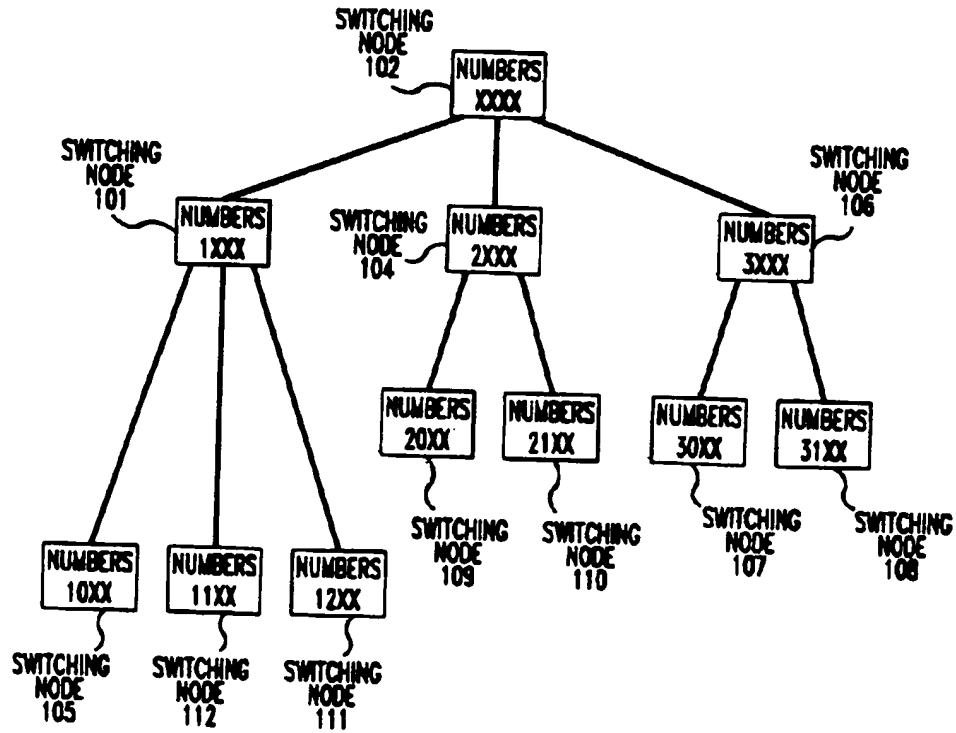 SWITCHING
NODE
102
NUMBERS
XXXX
SWITCHING
NODE
101
NUMBERS
1XXX
SWITCHING
NODE
104
NUMBERS
2XXX
SWITCHING
NODE
106
NUMBERS
3XXX
NUMBERS
20XX
NUMBERS
21XX
NUMBERS
30XX
NUMBERS
31XX
SWITCHING
NODE
109
SWITCHING
NODE
110
SWITCHING
NODE
107
SWITCHING
NODE
108
NUMBERS
10XX
NUMBERS
11XX
NUMBERS
12XX
SWITCHING
NODE
105
SWITCHING
NODE
112
SWITCHING
NODE
111